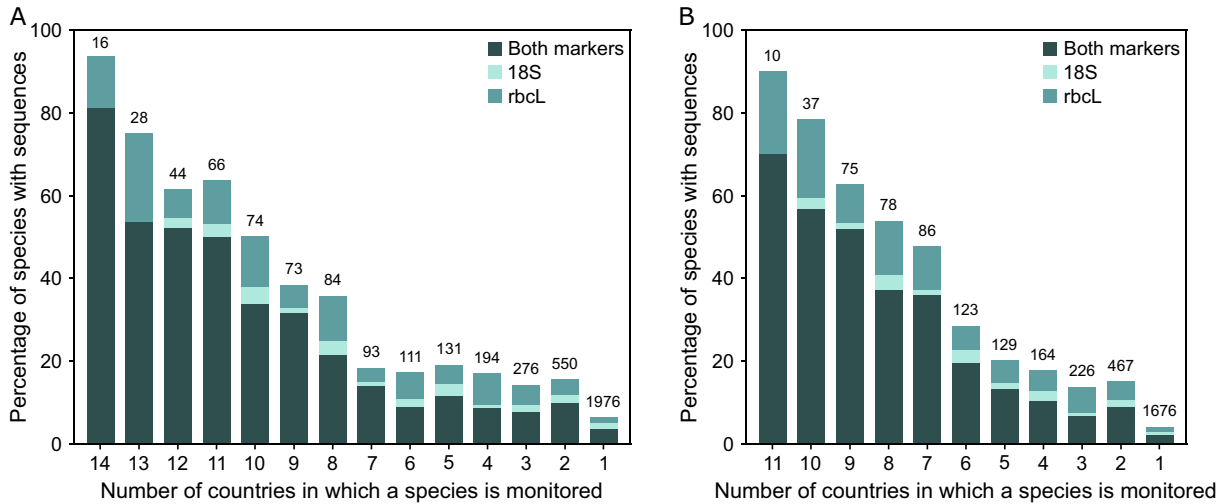 A
Percentage of species with sequences
100
80
60
40
20
0
16
28
44
66
74
73
84
93
111
131
194
276
550
1976
Both markers
18S
rbcL
14 13 12 11 10 9 8 7 6 5 4 3 2 1
Number of countries in which a species is monitored
B
Percentage of species with sequences
100
80
60
40
20
0
10
37
75
78
86
123
129
164
226
467
1676
Both markers
18S
rbcL
11 10 9 8 7 6 5 4 3 2 1
Number of countries in which a species is monitored